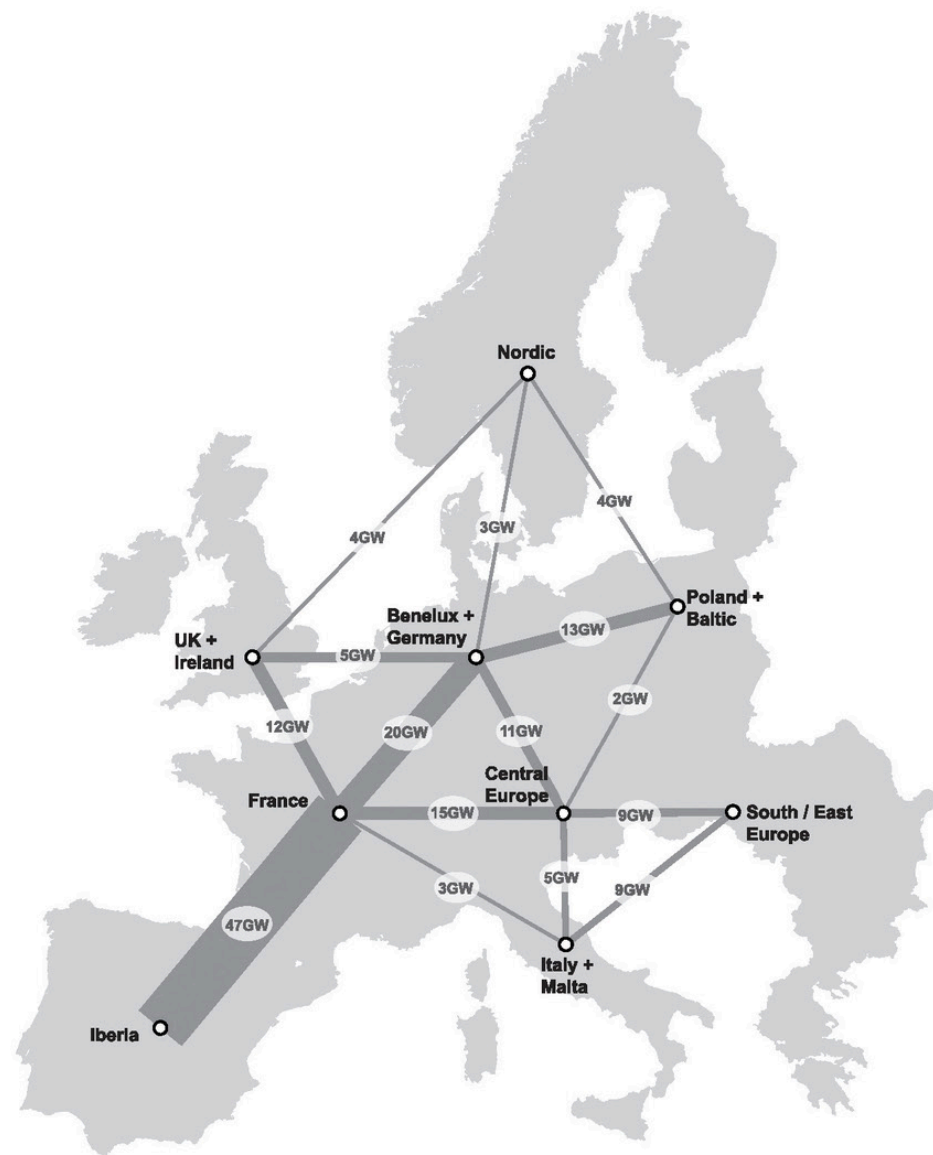 Nordic
4GW
3GW
4GW
Poland +
Baltic
Benelux +
Germany
13GW
UK +
Ireland
5GW
2GW
12GW
20GW
11GW
Central
Europe
France
15GW
9GW
South / East
Europe
3GW
5GW
9GW
47GW
Italy +
Malta
Iberia